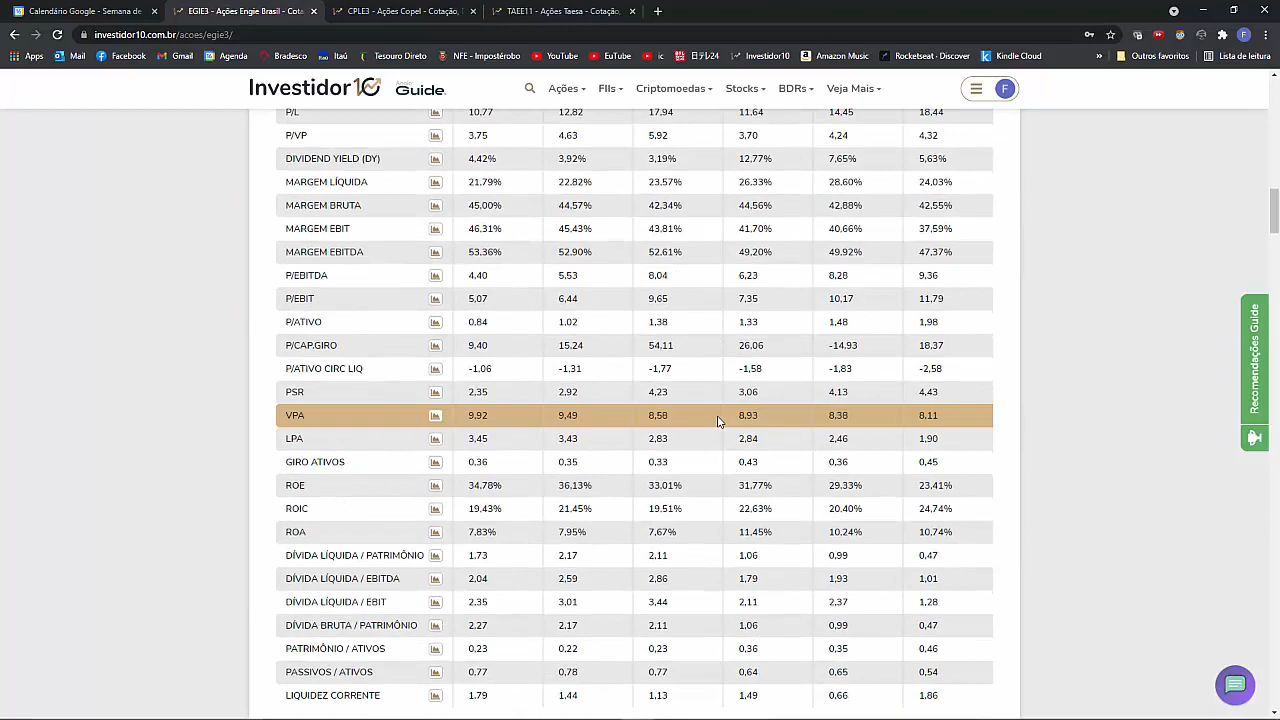 Calendário Google - Semana de
EGIE3 - Ações Engie Brasil - Cot
CPLE3 - Ações Copel - Cotação,
TAEE11 - Ações Taesa - Cotação,
investidor10.com.br/acoes/egie3/
Apps Mail Facebook Gmail Agenda Bradesco Itaú Tesouro Direto NFE - Nostrostérobo YouTube EuTube ic Investidor10 Amazon Music Rocketseat - Discover Kindle Cloud » Outros favoritos Lista de leitura
Investidor 10 Guide. Ações FIIs Criptomoedas Stocks BDRs Veja Mais F
P/L 10,77 12,82 17,94 11,64 14,45 18,44
P/VP 3,75 4,63 5,92 3,70 4,24 4,32
DIVIDEND YIELD (DY) 4,42% 3,92% 3,19% 12,77% 7,65% 5,63%
MARGEM LÍQUIDA 21,79% 22,82% 23,57% 26,33% 28,60% 24,03%
MARGEM BRUTA 45,00% 44,57% 42,34% 44,56% 42,88% 42,55%
MARGEM EBIT 46,31% 45,43% 43,81% 41,70% 40,66% 37,59%
MARGEM EBITDA 53,36% 52,90% 52,61% 49,20% 49,92% 47,37%
P/EBITDA 4,40 5,53 8,04 6,23 8,28 9,36
P/EBIT 5,07 6,44 9,65 7,35 10,17 11,79
P/ATIVO 0,84 1,02 1,38 1,33 1,48 1,98
P/CAP.GIRO 9,40 15,24 54,11 26,06 -14,93 18,37
P/ATIVO CIRC LIQ -1,06 -1,31 -1,77 -1,58 -1,83 -2,58
PSR 2,35 2,92 4,23 3,06 4,13 4,43
VPA 9,92 9,49 8,58 8,93 8,38 8,11
LPA 3,45 3,43 2,83 2,84 2,46 1,90
GIRO ATIVOS 0,36 0,35 0,33 0,43 0,36 0,45
ROE 34,78% 36,13% 33,01% 31,77% 29,33% 23,41%
ROIC 19,43% 21,45% 19,51% 22,63% 20,40% 24,74%
ROA 7,83% 7,95% 7,67% 11,45% 10,24% 10,74%
DÍVIDA LÍQUIDA / PATRIMÔNIO 1,73 2,17 2,11 1,06 0,99 0,47
DÍVIDA LÍQUIDA / EBITDA 2,04 2,59 2,86 1,79 1,93 1,01
DÍVIDA LÍQUIDA / EBIT 2,35 3,01 3,44 2,11 2,37 1,28
DÍVIDA BRUTA / PATRIMÔNIO 2,27 2,17 2,11 1,06 0,99 0,47
PATRIMÔNIO / ATIVOS 0,23 0,22 0,23 0,36 0,35 0,46
PASSIVOS / ATIVOS 0,77 0,78 0,77 0,64 0,65 0,54
LIQUIDEZ CORRENTE 1,79 1,44 1,13 1,49 0,66 1,86
Recomendações Guide